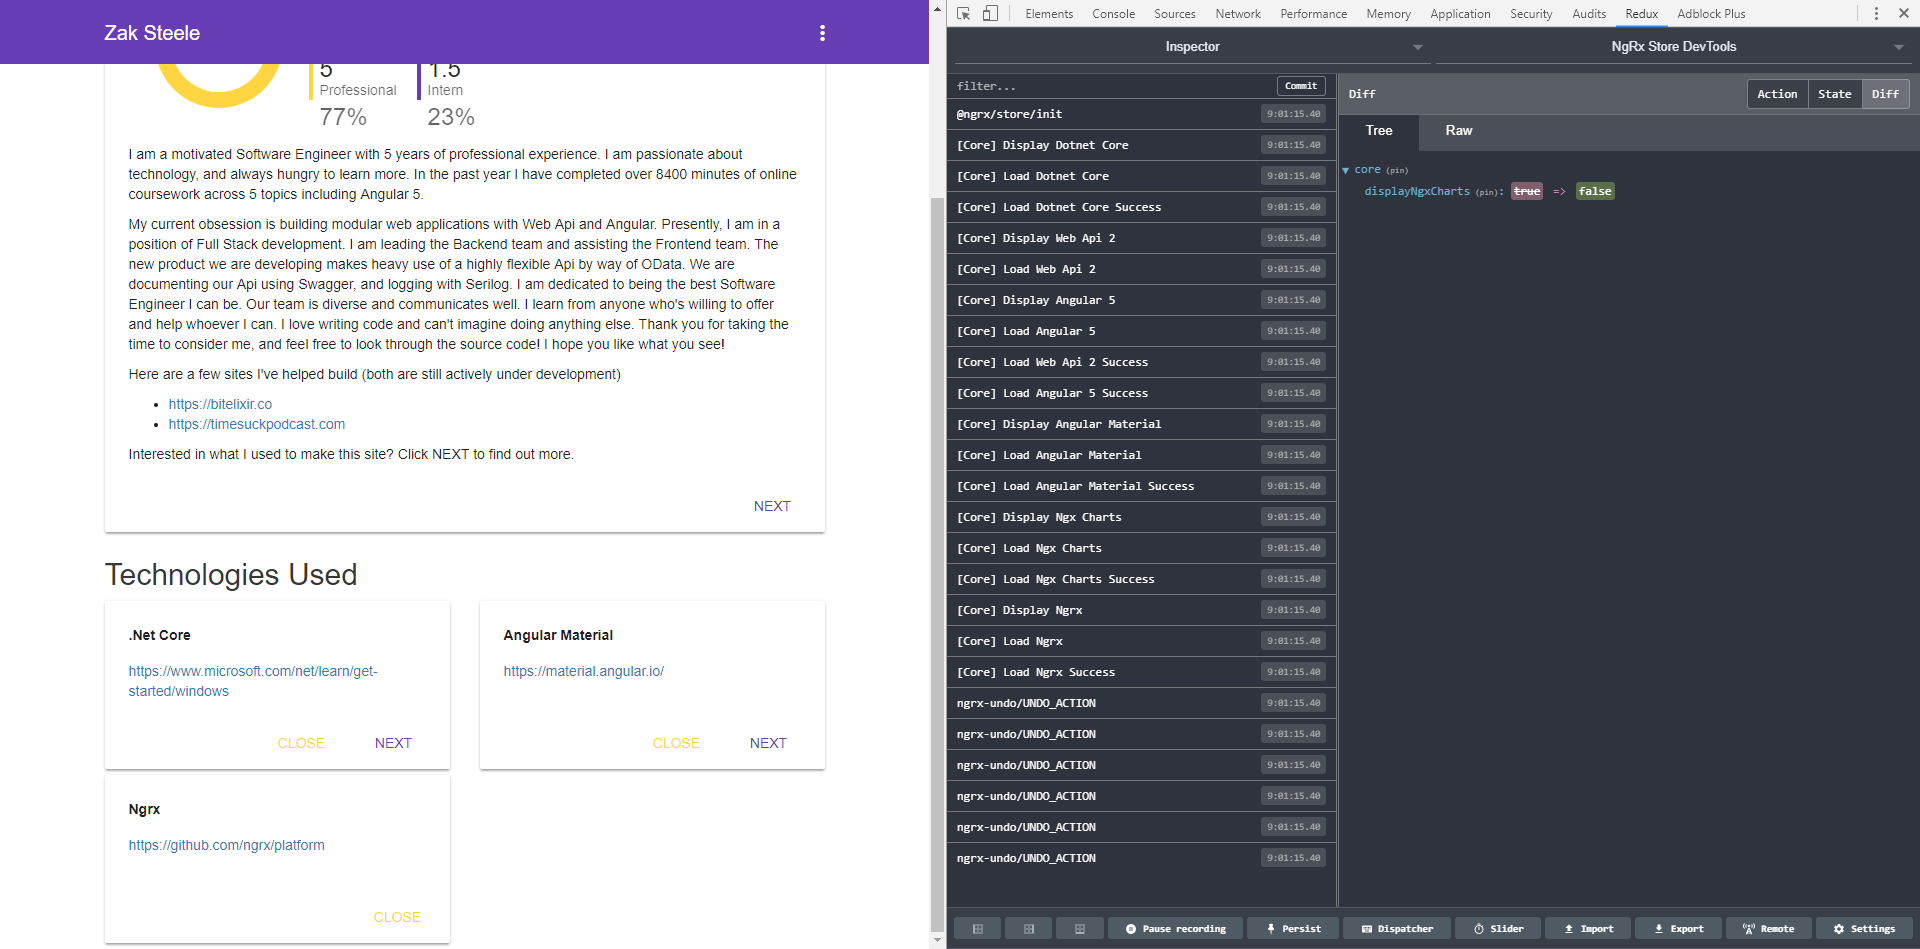 Zak Steele
5
Professional
77%
1.5
Intern
23%
I am a motivated Software Engineer with 5 years of professional experience. I am passionate about
technology, and always hungry to learn more. In the past year I have completed over 8400 minutes of online
coursework across 5 topics including Angular 5.
My current obsession is building modular web applications with Web Api and Angular. Presently, I am in a
position of Full Stack development. I am leading the Backend team and assisting the Frontend team. The
new product we are developing makes heavy use of a highly flexible Api by way of OData. We are
documenting our Api using Swagger, and logging with Serilog. I am dedicated to being the best Software
Engineer I can be. Our team is diverse and communicates well. I learn from anyone who's willing to offer
and help whoever I can. I love writing code and can't imagine doing anything else. Thank you for taking the
time to consider me, and feel free to look through the source code! I hope you like what you see!
Here are a few sites I've helped build (both are still actively under development)
• https://bitelixir.co
• https://timesuckpodcast.com
Interested in what I used to make this site? Click NEXT to find out more.
NEXT
Technologies Used
.Net Core
https://www.microsoft.com/net/learn/get-
started/windows
CLOSE NEXT
Angular Material
https://material.angular.io/
CLOSE NEXT
Ngrx
https://github.com/ngrx/platform
CLOSE
Elements Console Sources Network Performance Memory Application Security Audits Redux Adblock Plus
Inspector
NgRx Store DevTools
filter... Commit
@ngrx/store/init 9:01:15.40
[Core] Display Dotnet Core 9:01:15.40
[Core] Load Dotnet Core 9:01:15.40
[Core] Load Dotnet Core Success 9:01:15.40
[Core] Display Web Api 2 9:01:15.40
[Core] Load Web Api 2 9:01:15.40
[Core] Display Angular 5 9:01:15.40
[Core] Load Angular 5 9:01:15.40
[Core] Load Web Api 2 Success 9:01:15.40
[Core] Load Angular 5 Success 9:01:15.40
[Core] Display Angular Material 9:01:15.40
[Core] Load Angular Material 9:01:15.40
[Core] Load Angular Material Success 9:01:15.40
[Core] Display Ngx Charts 9:01:15.40
[Core] Load Ngx Charts 9:01:15.40
[Core] Load Ngx Charts Success 9:01:15.40
[Core] Display Ngrx 9:01:15.40
[Core] Load Ngrx 9:01:15.40
[Core] Load Ngrx Success 9:01:15.40
ngrx-undo/UNDO_ACTION 9:01:15.40
ngrx-undo/UNDO_ACTION 9:01:15.40
ngrx-undo/UNDO_ACTION 9:01:15.40
ngrx-undo/UNDO_ACTION 9:01:15.40
ngrx-undo/UNDO_ACTION 9:01:15.40
ngrx-undo/UNDO_ACTION 9:01:15.40
Diff Action State Diff
Tree Raw
core (pin)
displayNgxCharts (pin): true => false
Pause recording Persist Dispatcher Slider Import Export Remote Settings